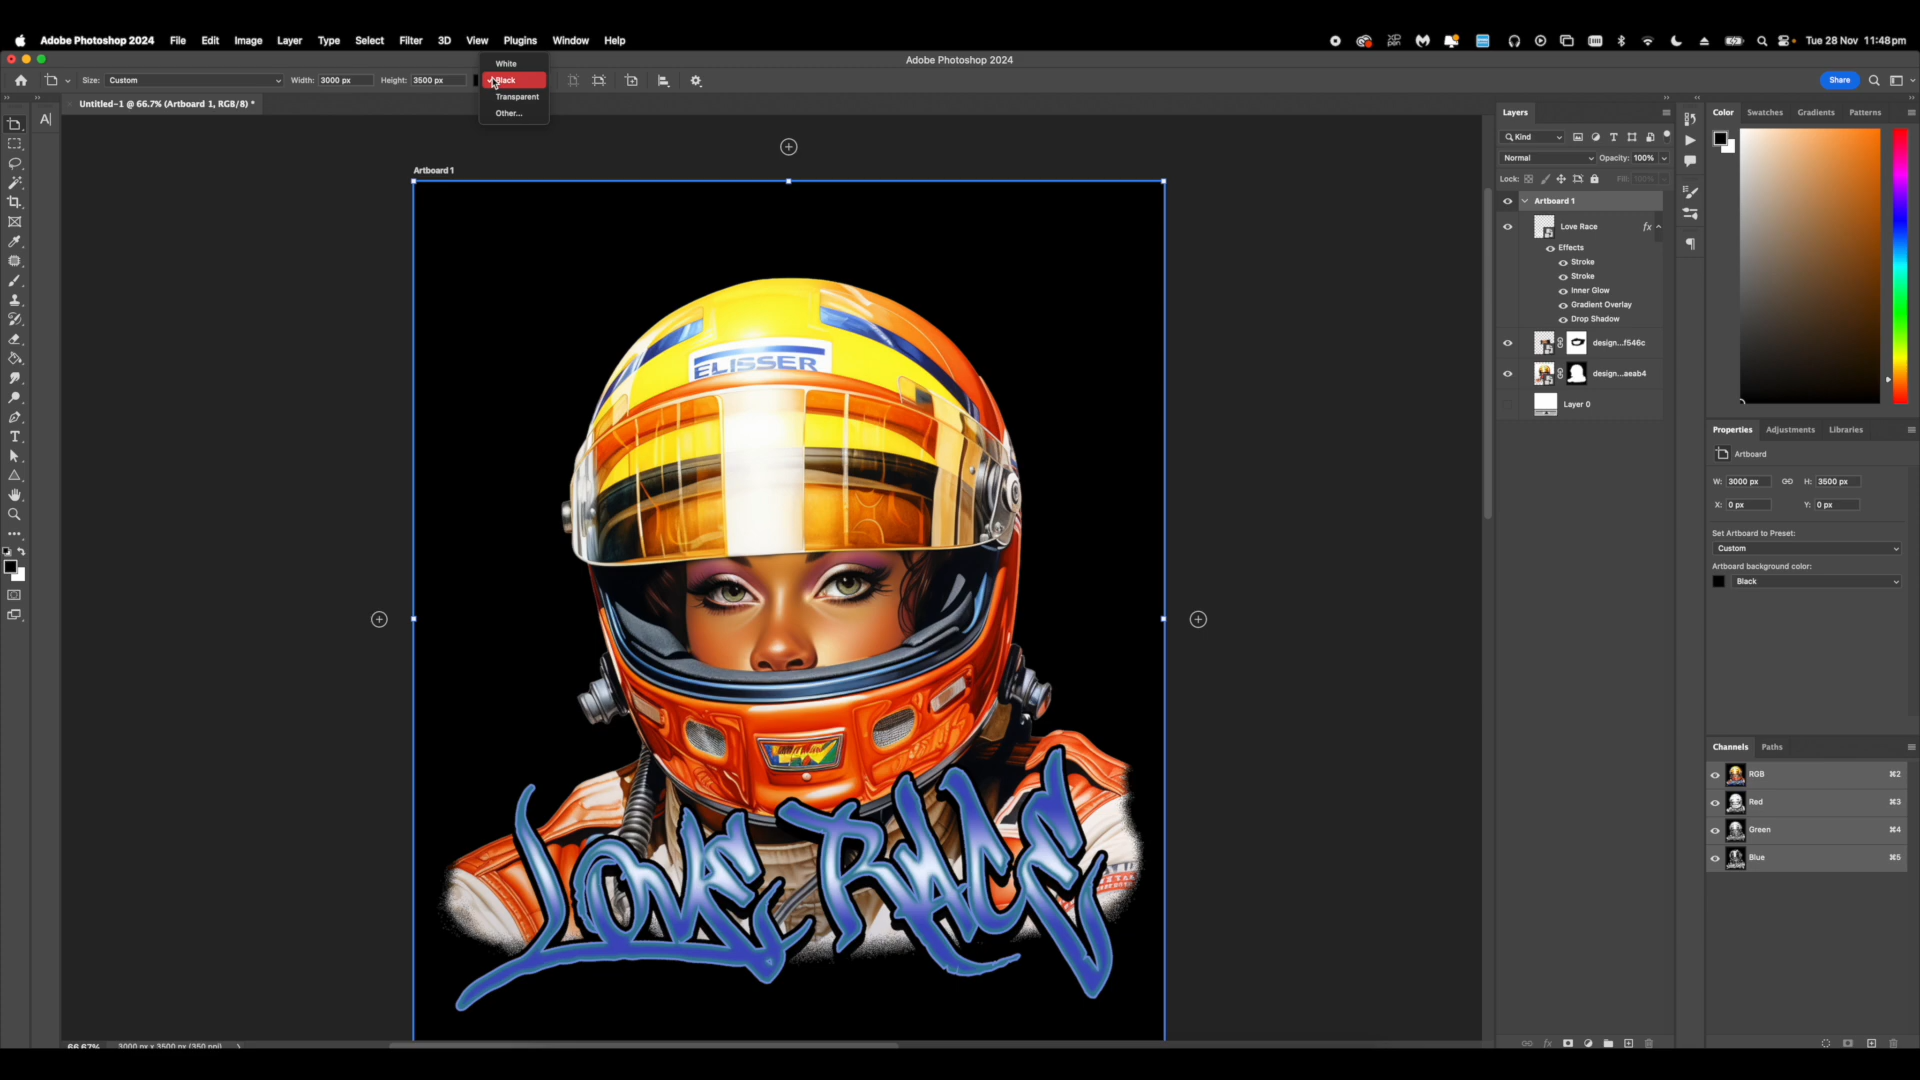 Adobe Photoshop 2024 File Edit Image Layer Type Select Filter 3D View Plugins Window Help
Tue 28 Nov 11:48pm
Adobe Photoshop 2024
Size: Custom Width: 3000 px Height: 3500 px
White
Black
Transparent
Other...
Share
Untitled-1 @ 66.7% (Artboard 1, RGB/8) *
Artboard 1
ELISSER
LOVE RACE
66.67% 3000 px x 3500 px (350 ppi)
Layers
Kind
Normal Opacity: 100%
Lock: Fill: 100%
Artboard 1
Love Race fx
Effects
Stroke
Stroke
Inner Glow
Gradient Overlay
Drop Shadow
design...f546c
design...aeab4
Layer 0
Color Swatches Gradients Patterns
Properties Adjustments Libraries
Artboard
W: 3000 px H: 3500 px
X: 0 px Y: 0 px
Set Artboard to Preset:
Custom
Artboard background color:
Black
Channels Paths
RGB ⌘2
Red ⌘3
Green ⌘4
Blue ⌘5